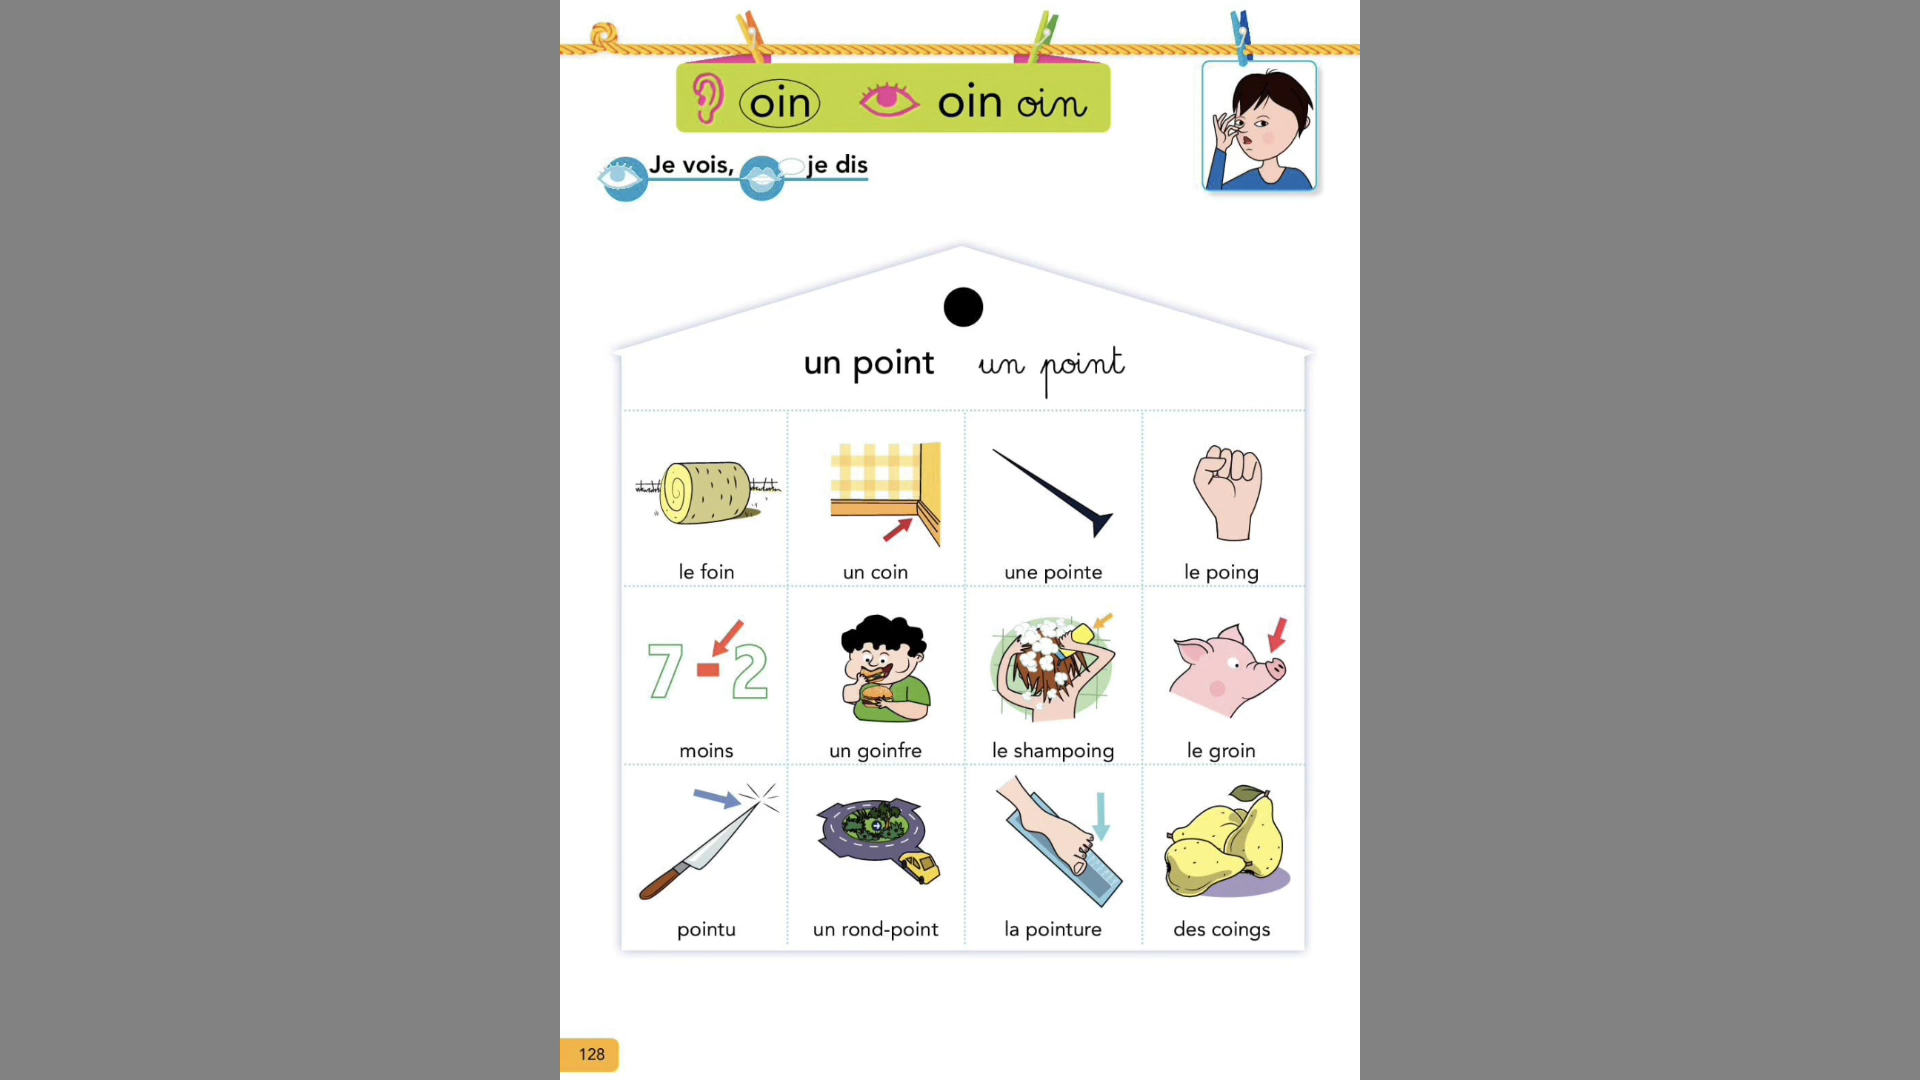 oin oin oin
Je vois, je dis
un point un point
le foin un coin une pointe le poing
7 - 2
moins un goinfre le shampoing le groin
pointu un rond-point la pointure des coings
128